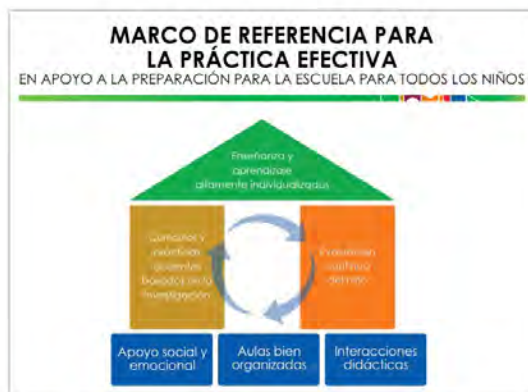 MARCO DE REFERENCIA PARA
LA PRÁCTICA EFECTIVA
EN APOYO A LA PREPARACIÓN PARA LA ESCUELA PARA TODOS LOS NIÑOS
Enseñanza y
aprendizaje
altamente individualizados
Currículos y
prácticas
docentes
basados en la
investigación
Evaluación
continua
del niño
Apoyo social y
emocional
Aulas bien
organizadas
Interacciones
didácticas